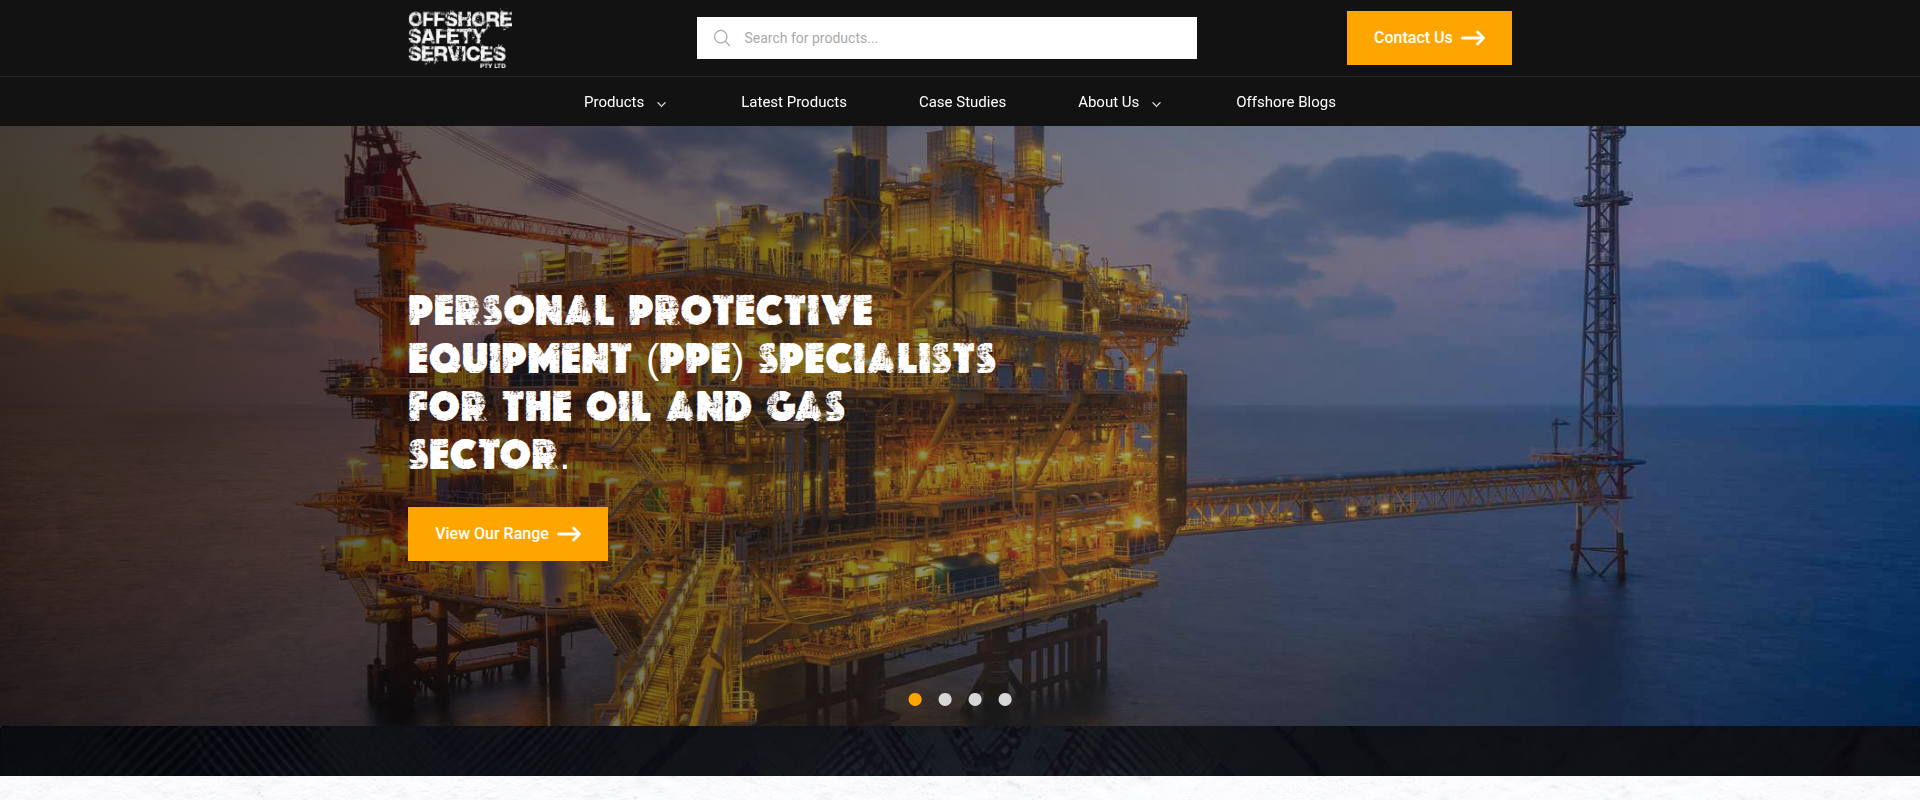 OFFSHORE
SAFETY
SERVICES
PTY LTD
Search for products...
Contact Us
Products
Latest Products
Case Studies
About Us
Offshore Blogs
PERSONAL PROTECTIVE
EQUIPMENT (PPE) SPECIALISTS
FOR THE OIL AND GAS
SECTOR.
View Our Range